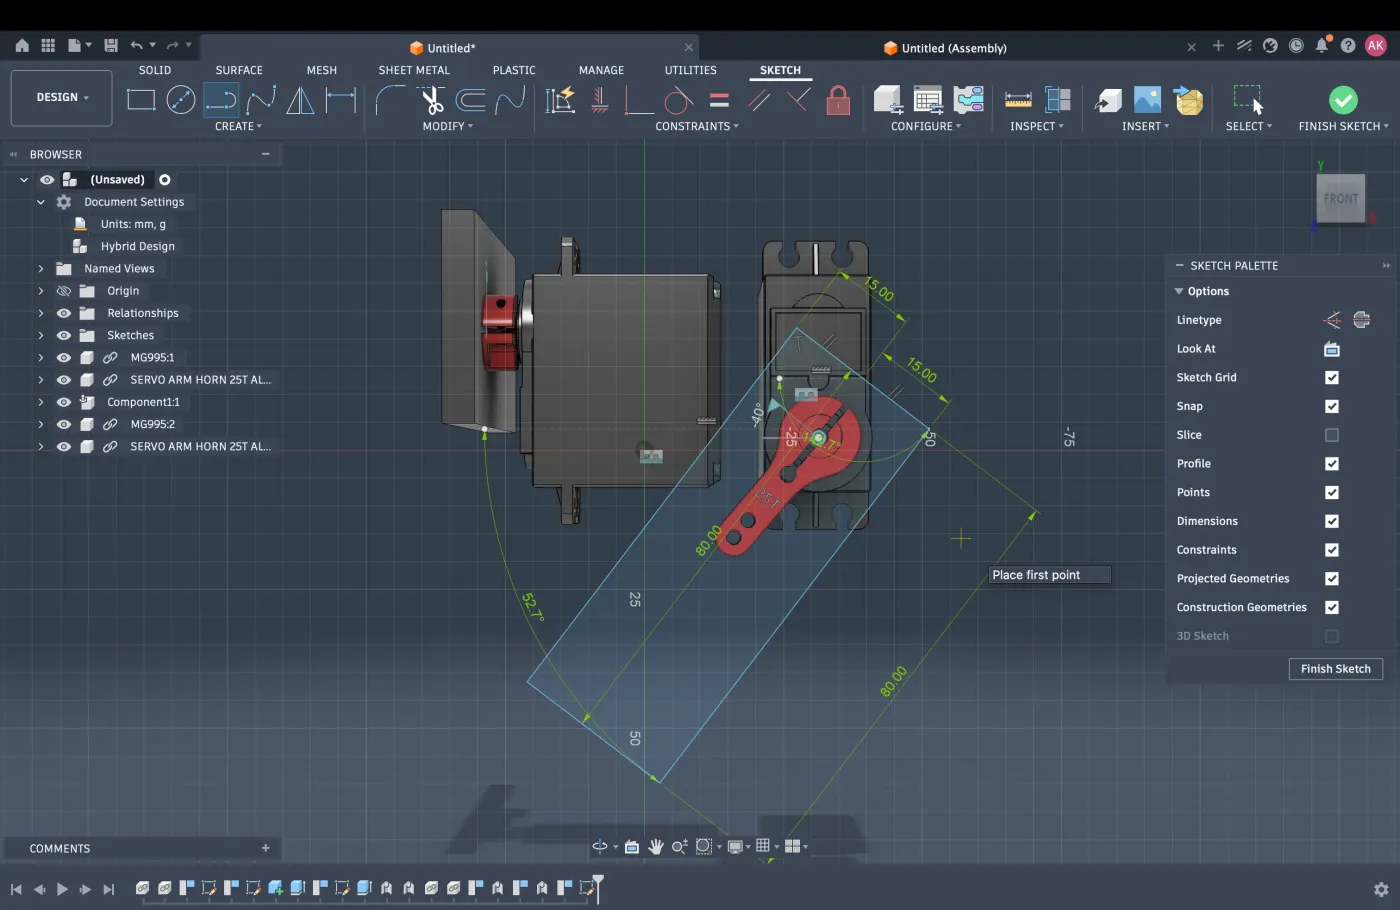 Untitled*
Untitled (Assembly)
AK
DESIGN
SOLID
SURFACE
MESH
SHEET METAL
PLASTIC
MANAGE
UTILITIES
SKETCH
CREATE
MODIFY
CONSTRAINTS
CONFIGURE
INSPECT
INSERT
SELECT
FINISH SKETCH
BROWSER
(Unsaved)
Document Settings
Units: mm, g
Hybrid Design
Named Views
Origin
Relationships
Sketches
MG995:1
SERVO ARM HORN 25T AL...
Component1:1
MG995:2
SERVO ARM HORN 25T AL...
Y
FRONT
15.00
15.00
-40°
-25
-50
-75
25T
80.00
52.7°
25
50
80.00
Place first point
SKETCH PALETTE
Options
Linetype
Look At
Sketch Grid
Snap
Slice
Profile
Points
Dimensions
Constraints
Projected Geometries
Construction Geometries
3D Sketch
Finish Sketch
COMMENTS